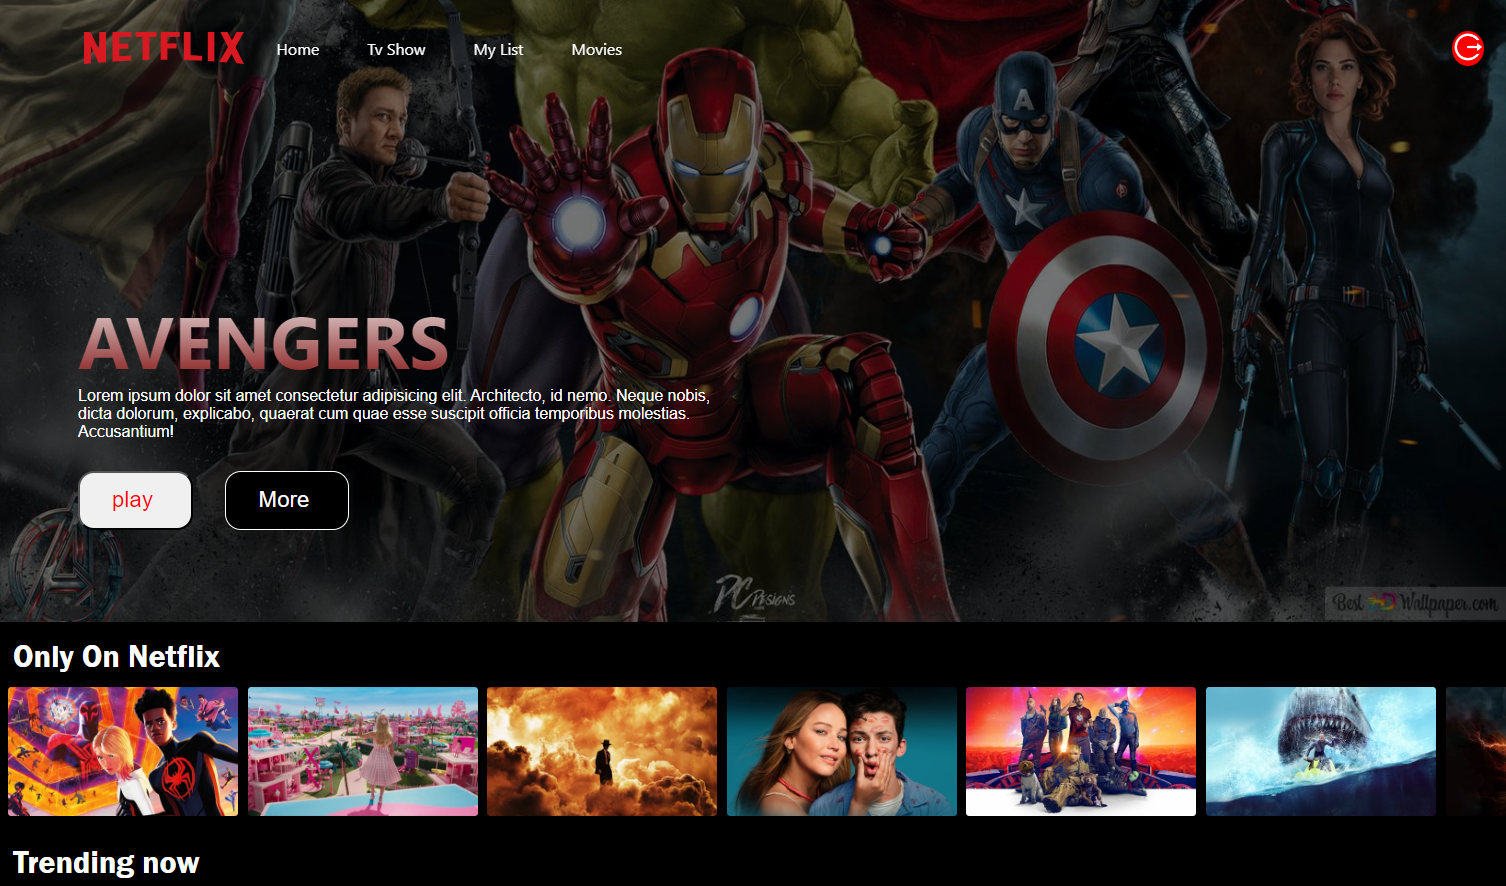 NETFLIX
Home
Tv Show
My List
Movies
A
AVENGERS
Lorem ipsum dolor sit amet consectetur adipisicing elit. Architecto, id nemo. Neque nobis,
dicta dolorum, explicabo, quaerat cum quae esse suscipit officia temporibus molestias.
Accusantium!
play
More
PC DESIGNS
Best HD Wallpaper.com
Only On Netflix
Trending now